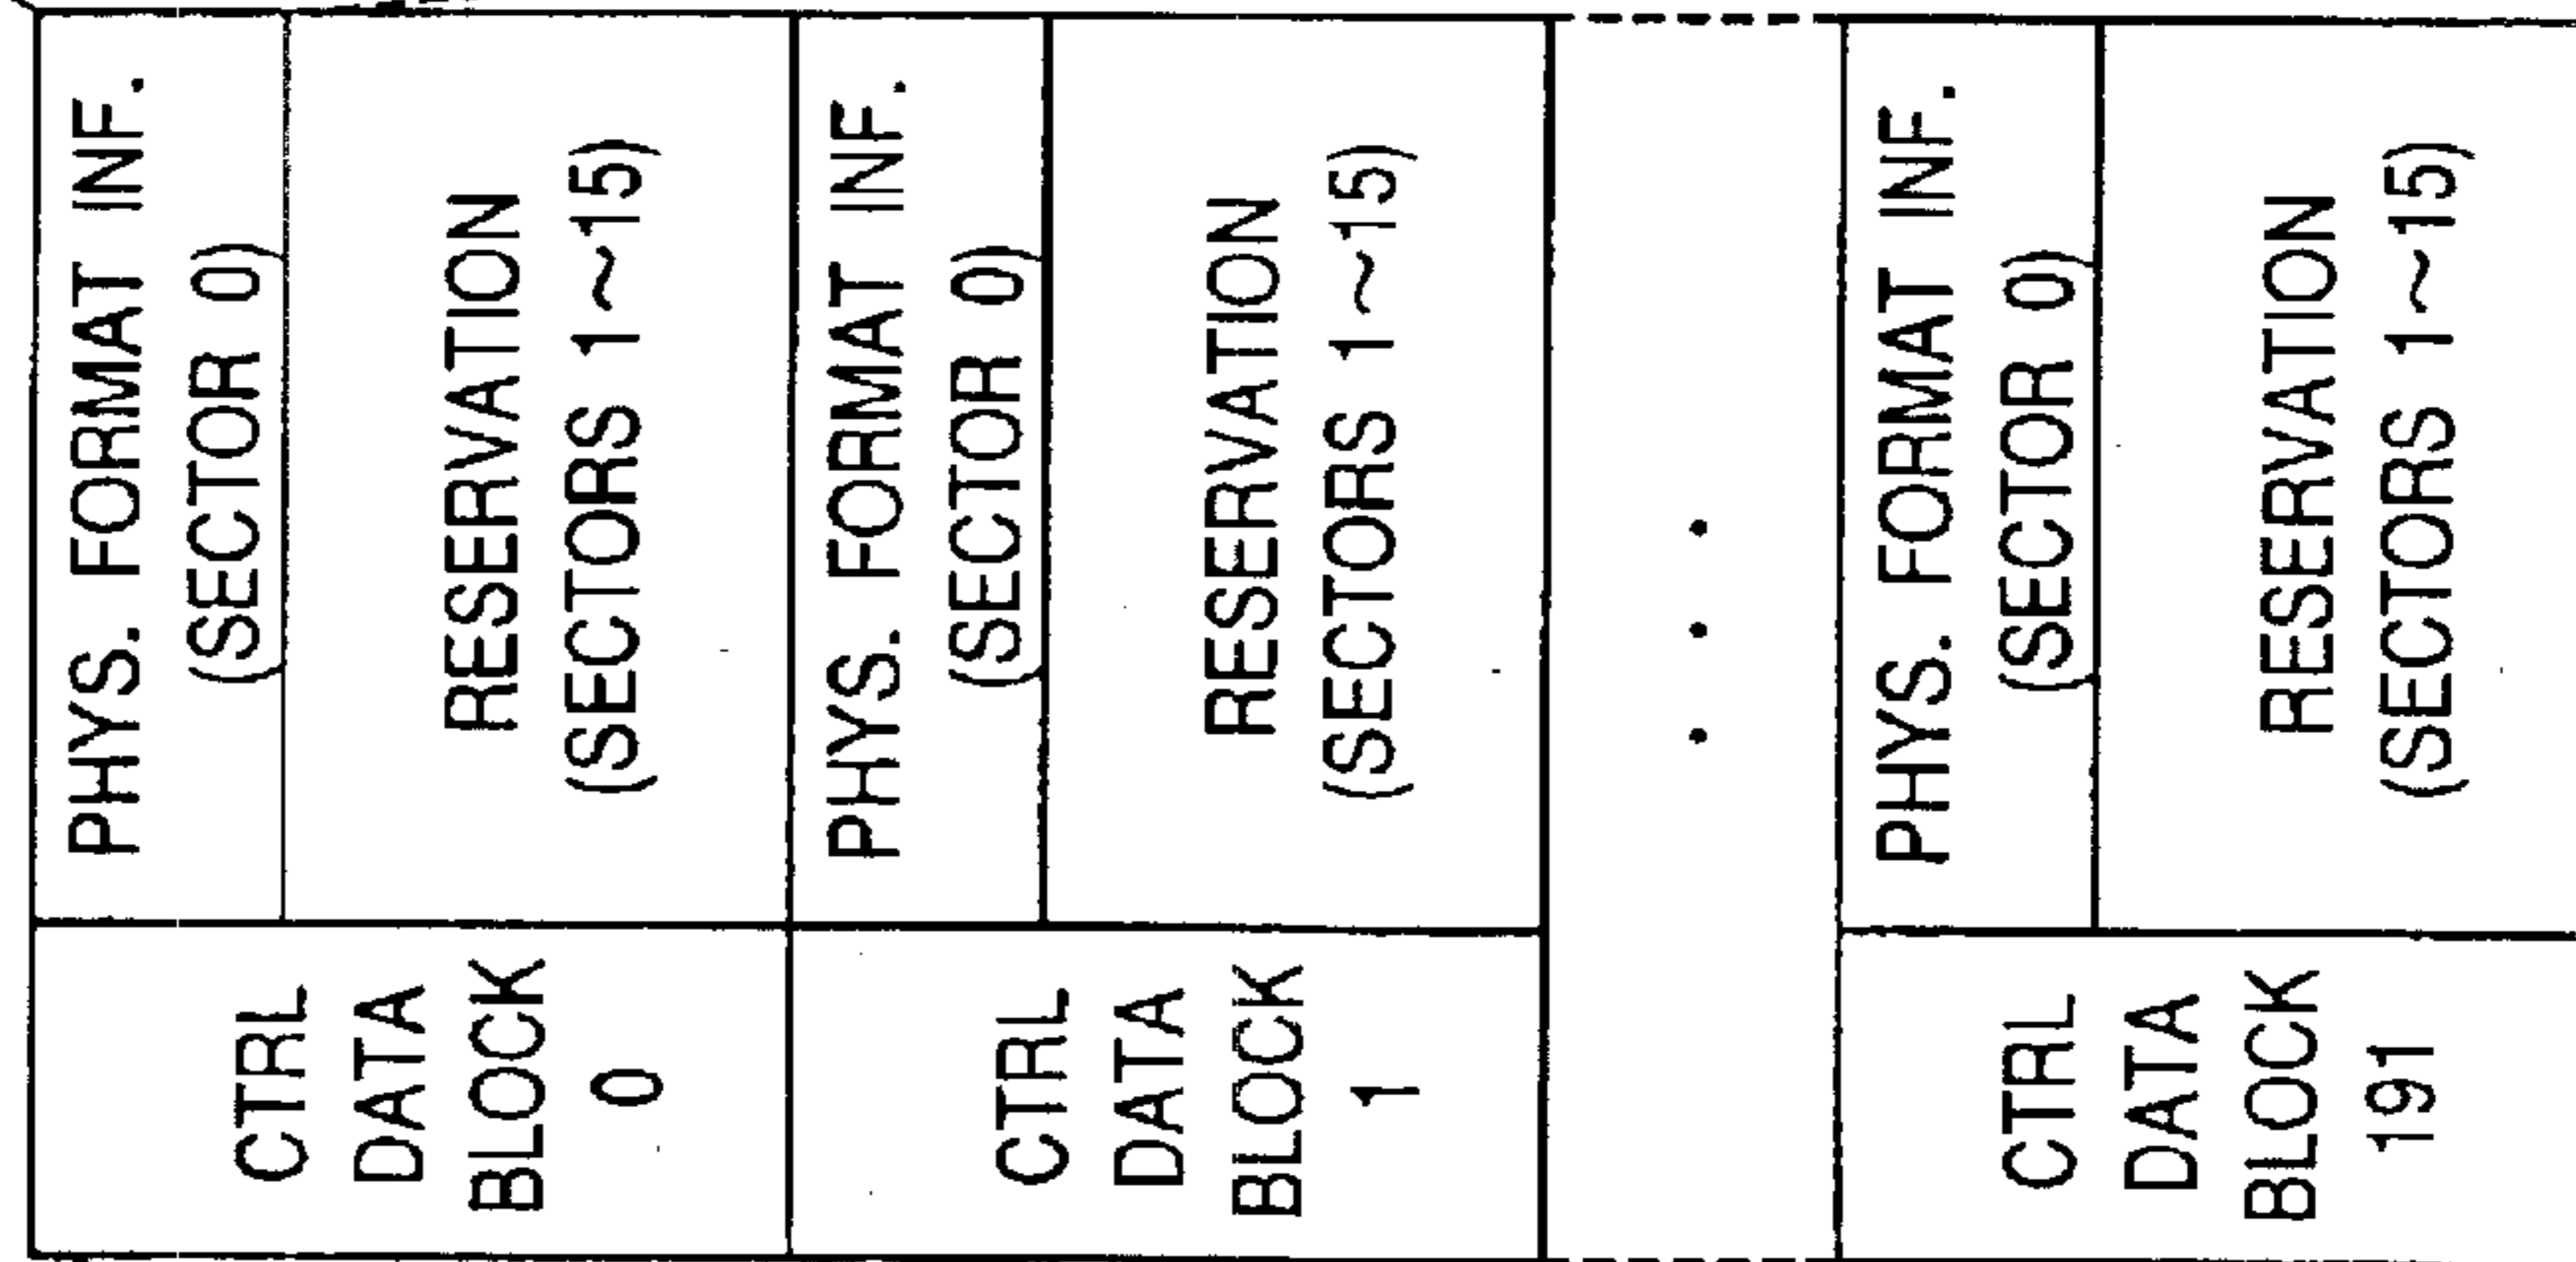 CTRL
DATA
BLOCK
0
PHYS. FORMAT INF.
(SECTOR 0)
RESERVATION
(SECTORS 1~15)
CTRL
DATA
BLOCK
1
PHYS. FORMAT INF.
(SECTOR 0)
RESERVATION
(SECTORS 1~15)
CTRL
DATA
BLOCK
191
PHYS. FORMAT INF.
(SECTOR 0)
RESERVATION
(SECTORS 1~15)